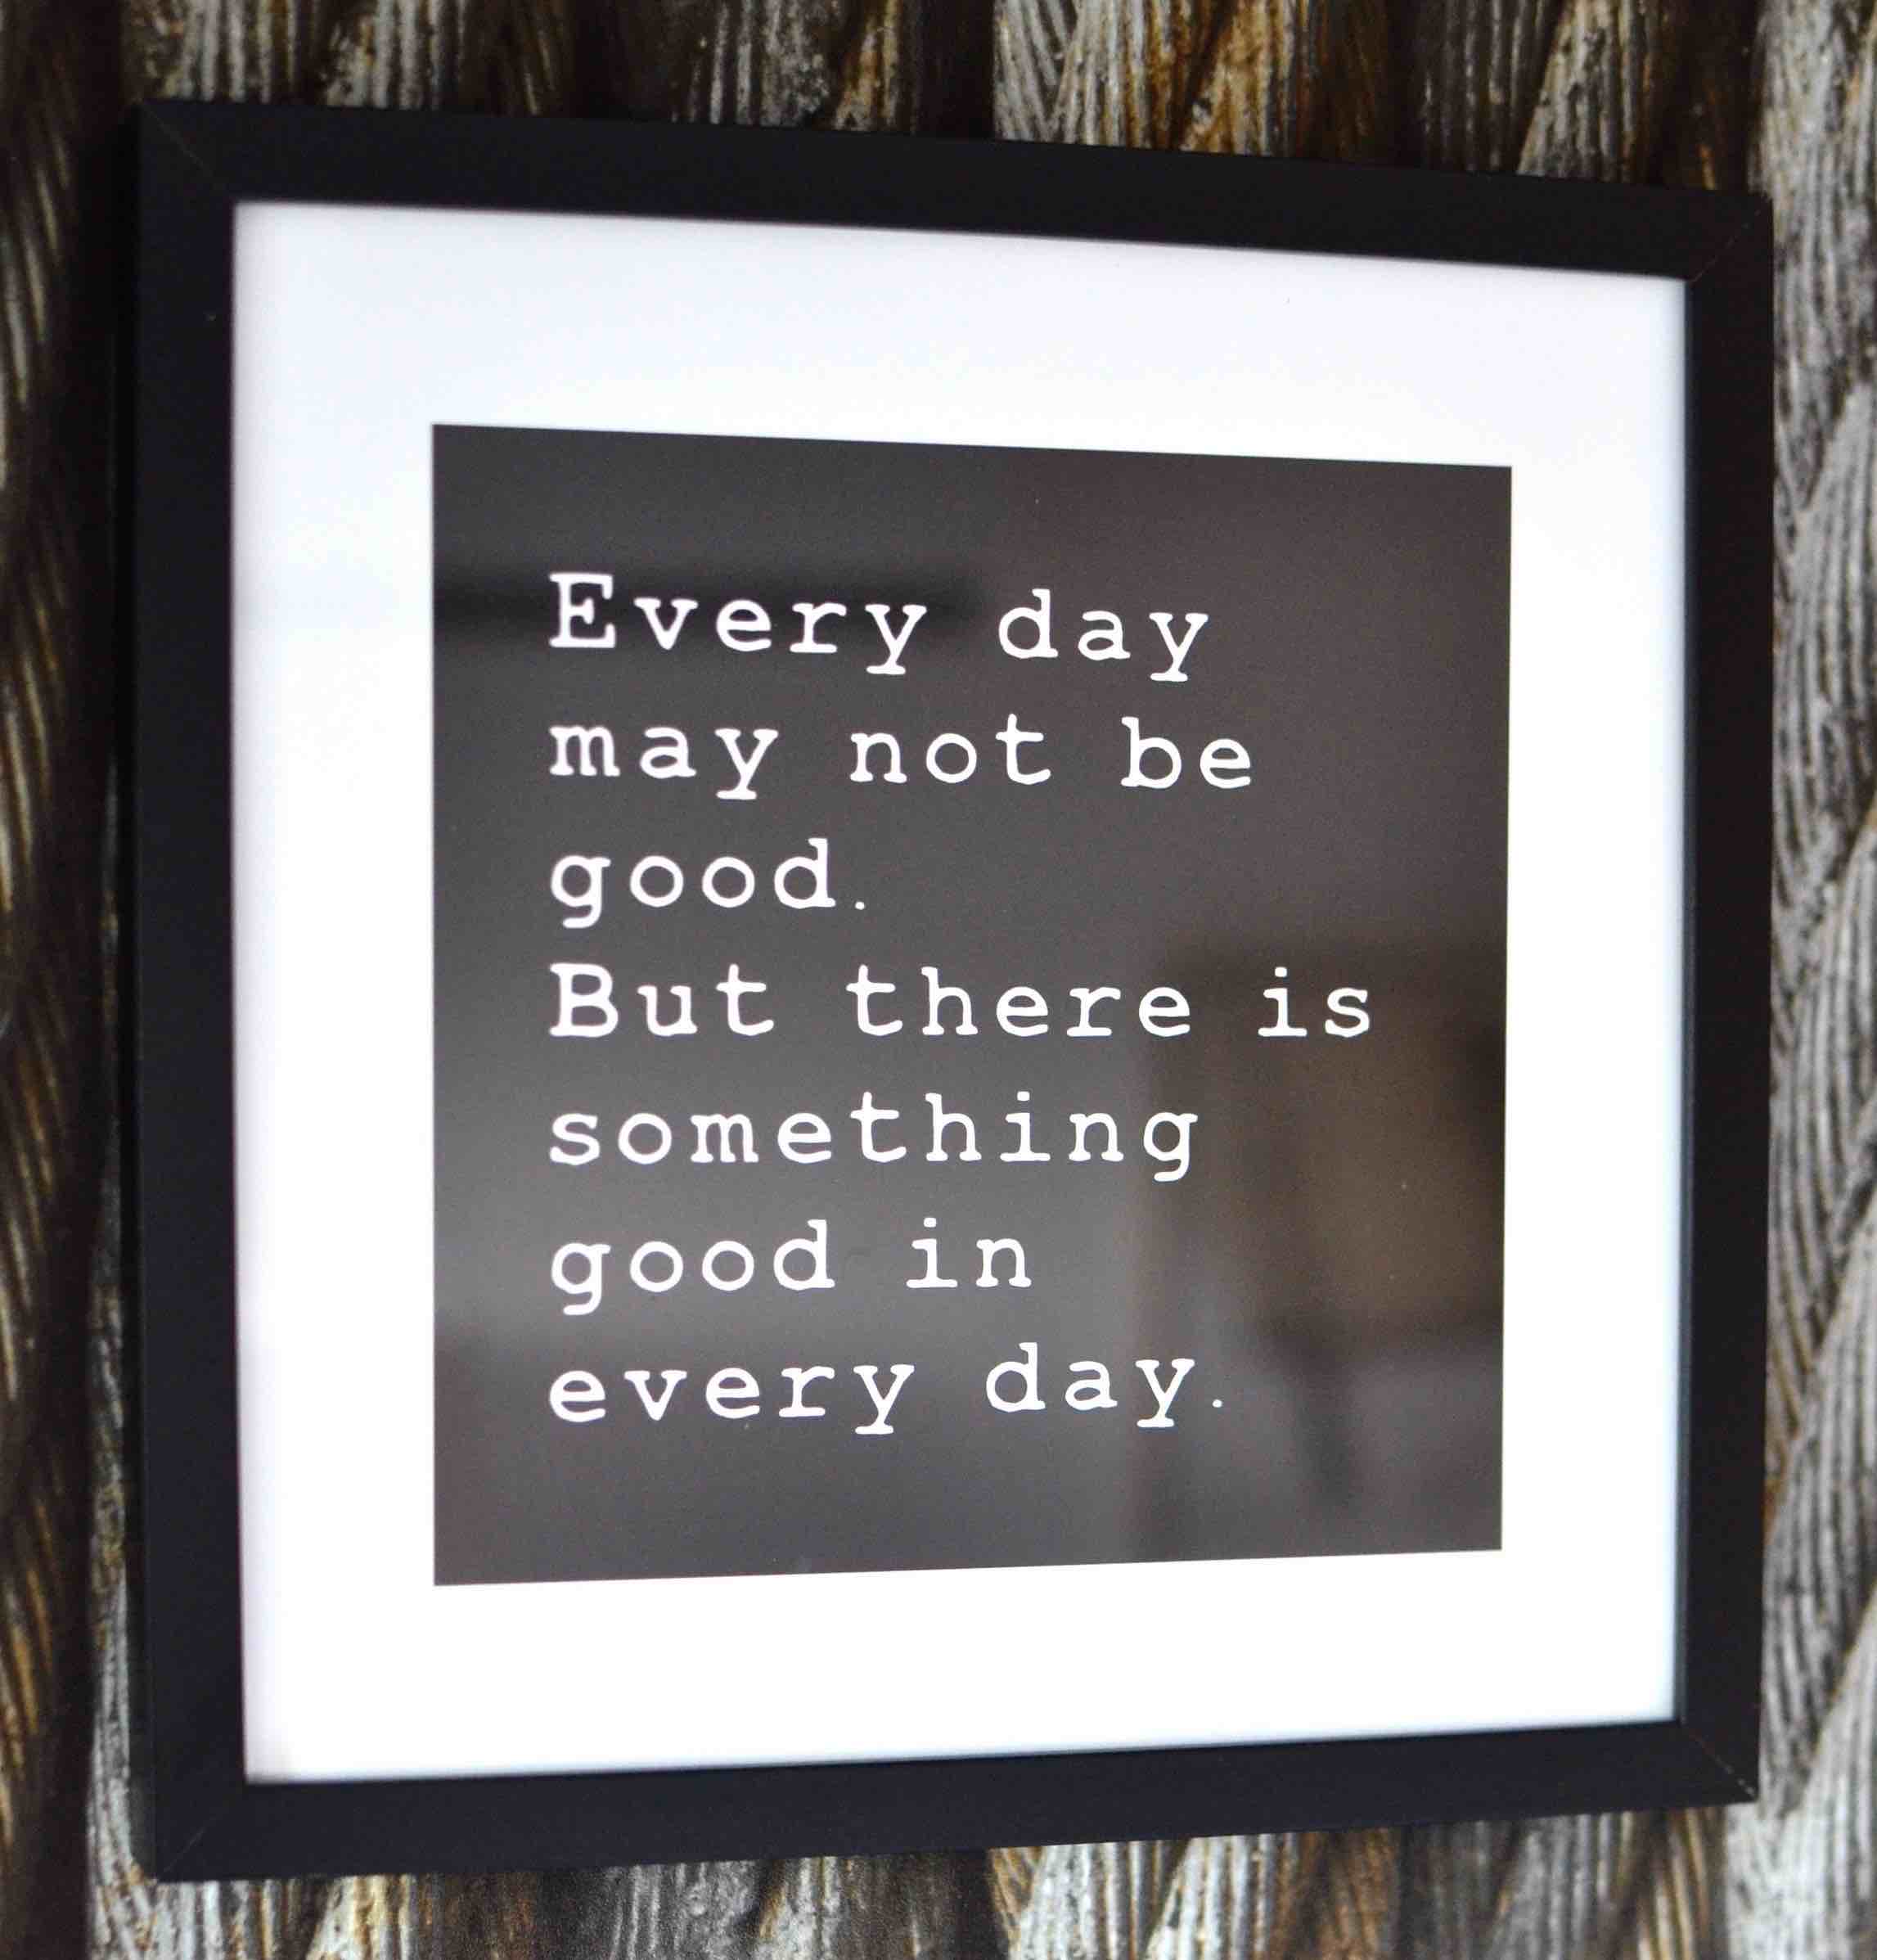 Every day
may not be
good.
But there is
something
good in
every day.